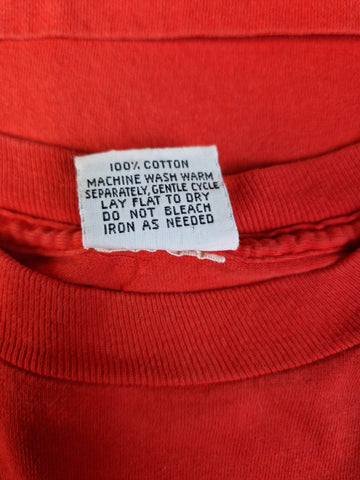 100% COTTON
MACHINE WASH WARM
SEPARATELY, GENTLE CYCLE
LAY FLAT TO DRY
DO NOT BLEACH
IRON AS NEEDED